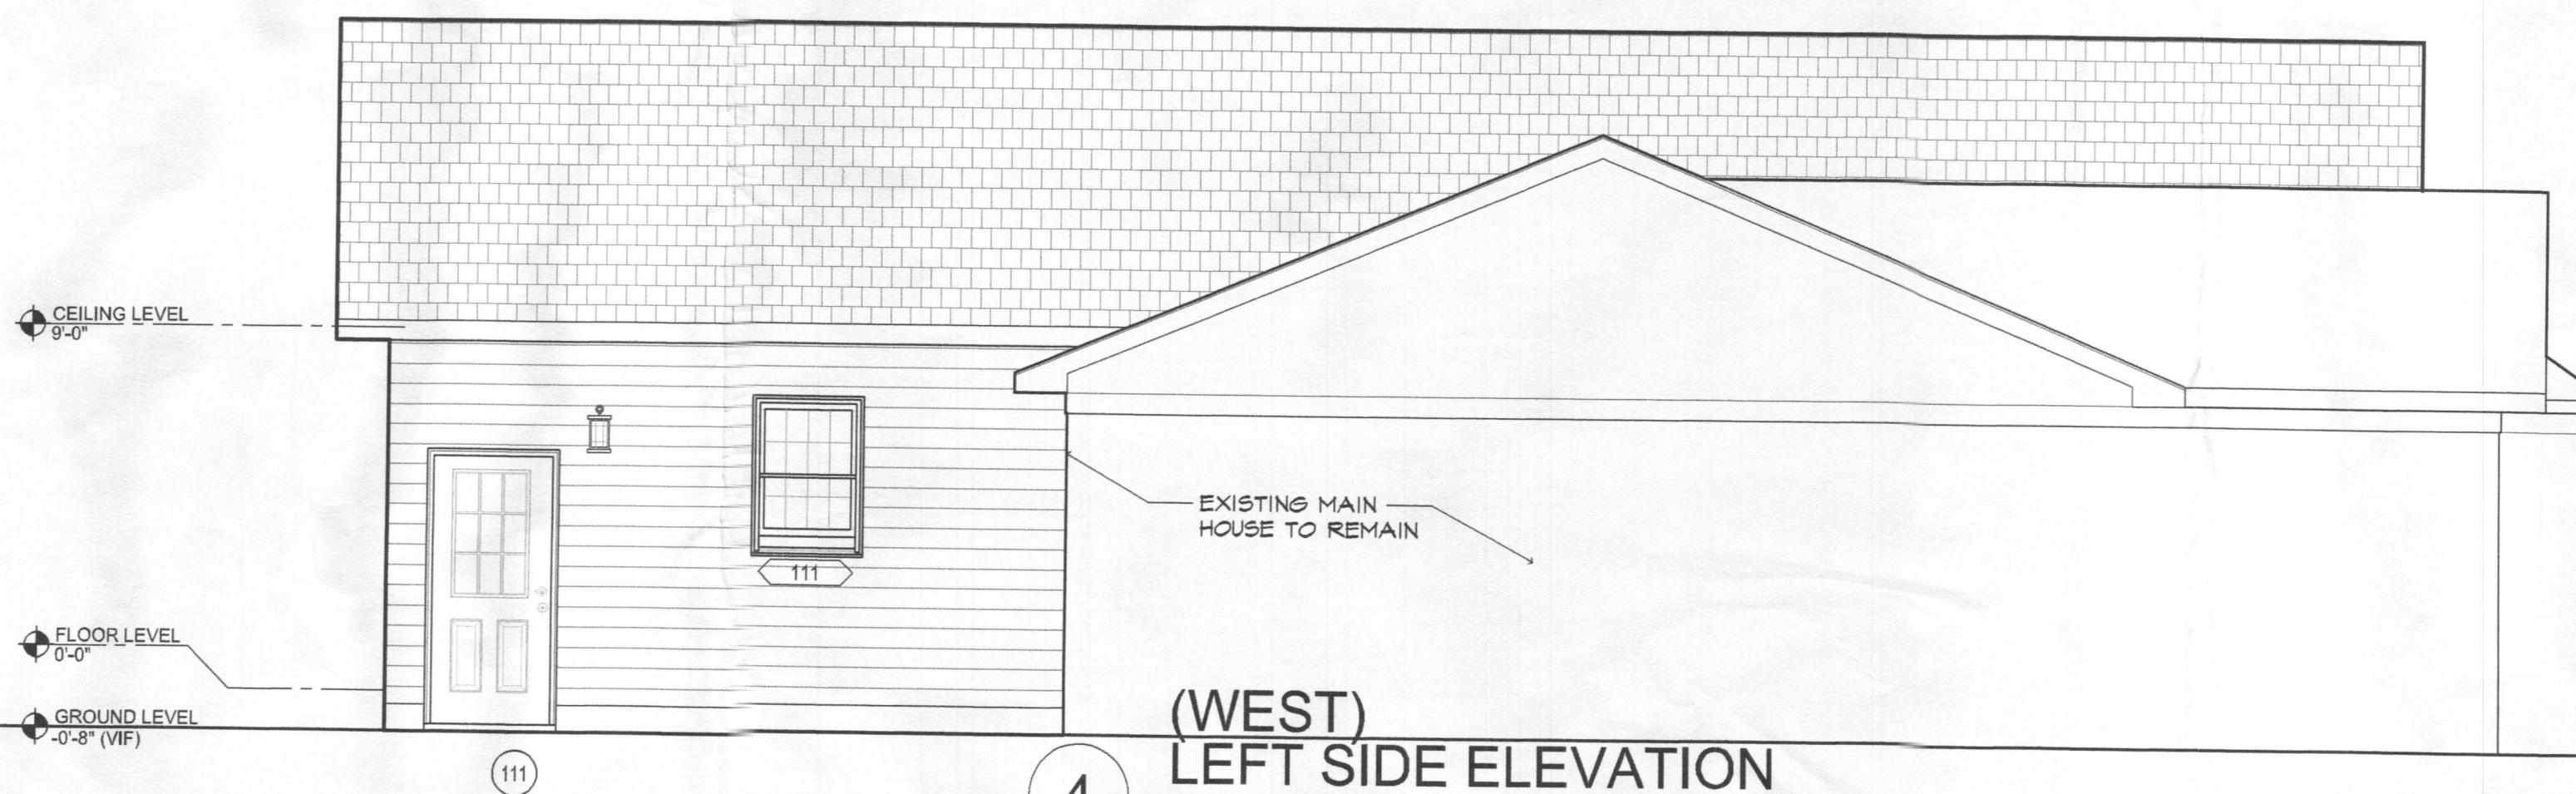 CEILING LEVEL
9'-0"
111
EXISTING MAIN
HOUSE TO REMAIN
FLOOR LEVEL
0'-0"
GROUND LEVEL
-0'-8" (VIF)
111
4
(WEST)
LEFT SIDE ELEVATION